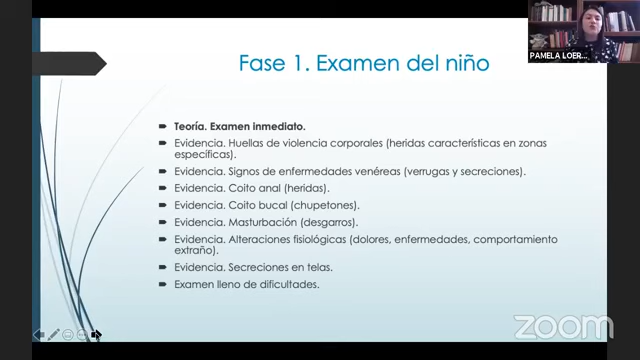 Fase 1. Examen del niño
Teoría. Examen inmediato.
Evidencia. Huellas de violencia corporales (heridas características en zonas
específicas).
Evidencia. Signos de enfermedades venéreas (verrugas y secreciones).
Evidencia. Coito anal (heridas).
Evidencia. Coito bucal (chupetones).
Evidencia. Masturbación (desgarros).
Evidencia. Alteraciones fisiológicas (dolores, enfermedades, comportamiento
extraño).
Evidencia. Secreciones en telas.
Examen lleno de dificultades.
PAMELA LOER...
zoom